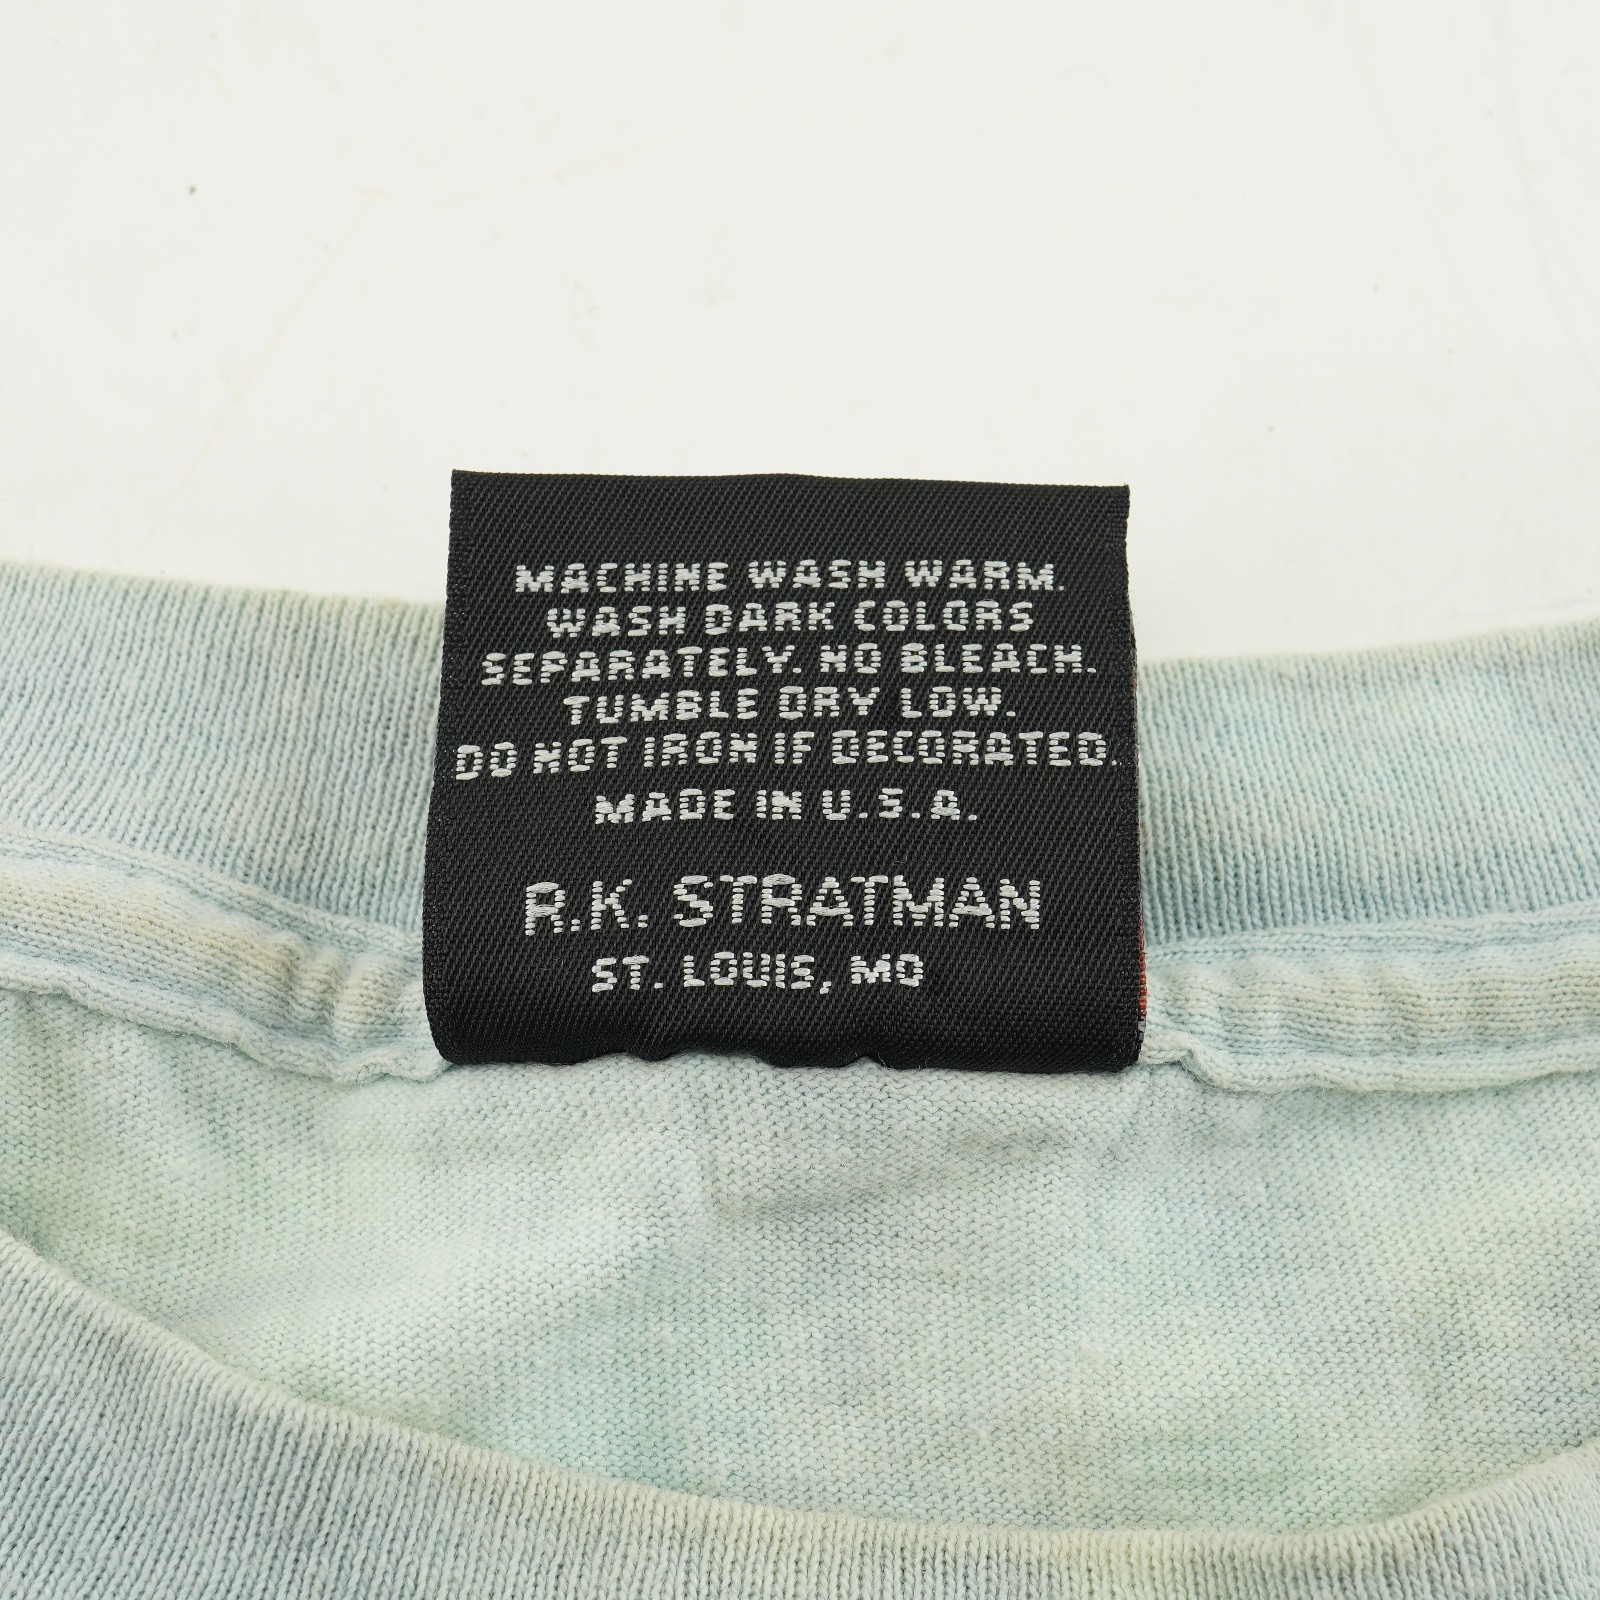 MACHINE WASH WARM.
WASH DARK COLORS
SEPARATELY. NO BLEACH.
TUMBLE DRY LOW.
DO NOT IRON IF DECORATED.
MADE IN U.S.A.
R.K. STRATMAN
ST. LOUIS, MO